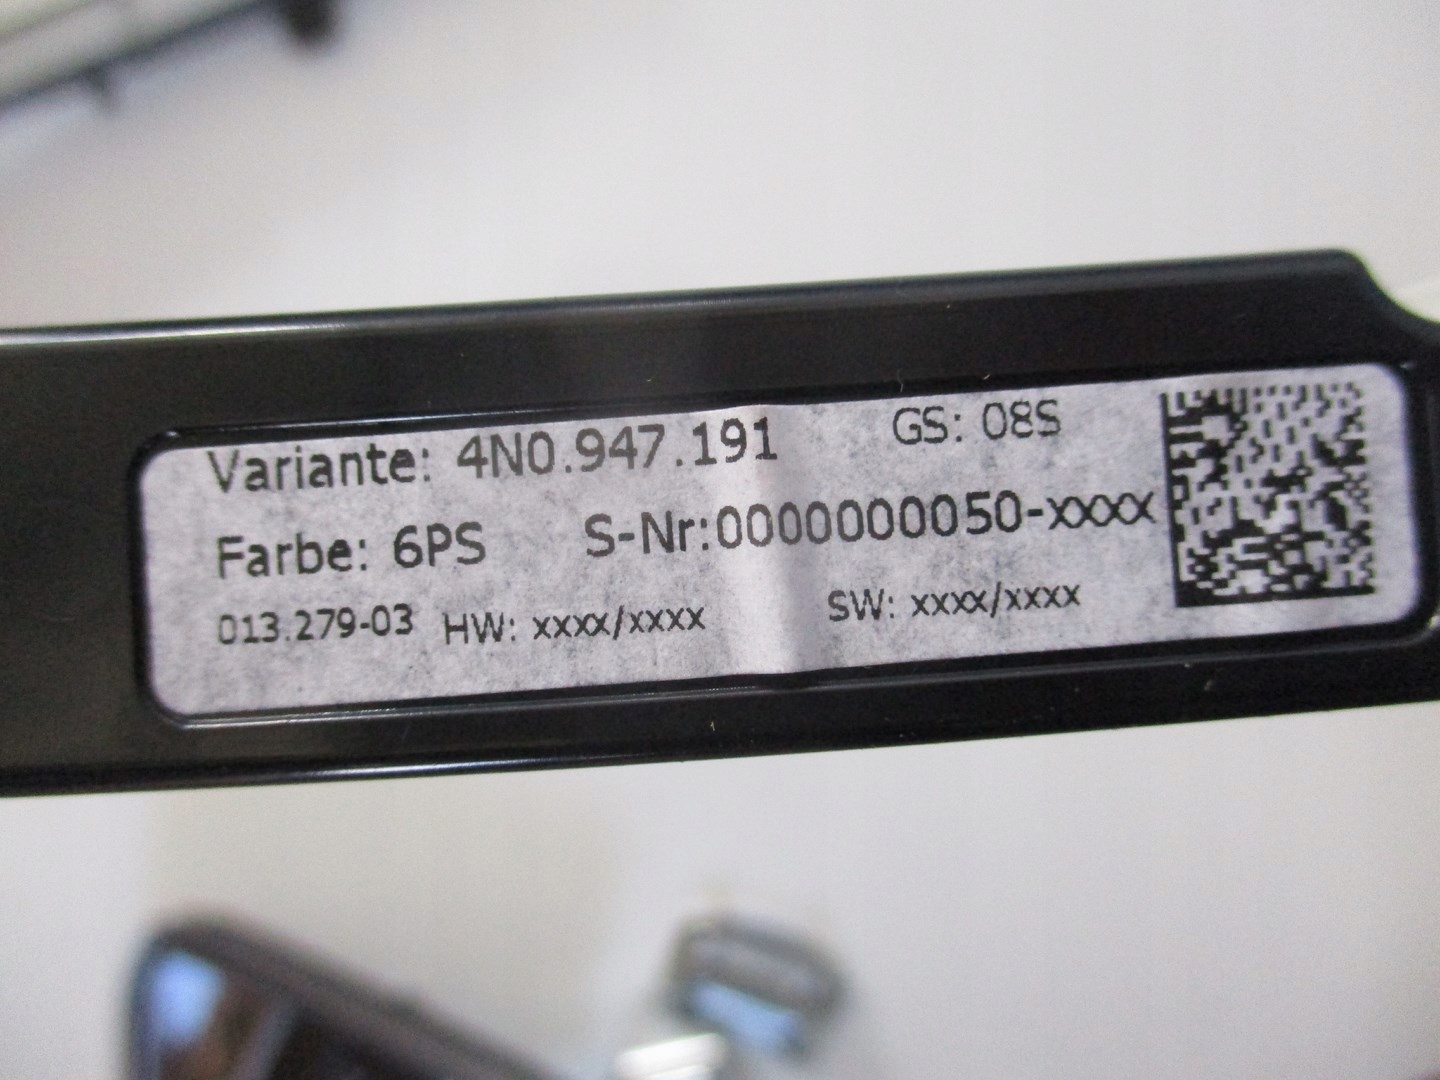 Variante: 4N0.947.191 GS: 08S
Farbe: 6PS S-Nr:0000000050-xxxx
013.279-03 HW: xxxx/xxxx SW: xxxx/xxxx